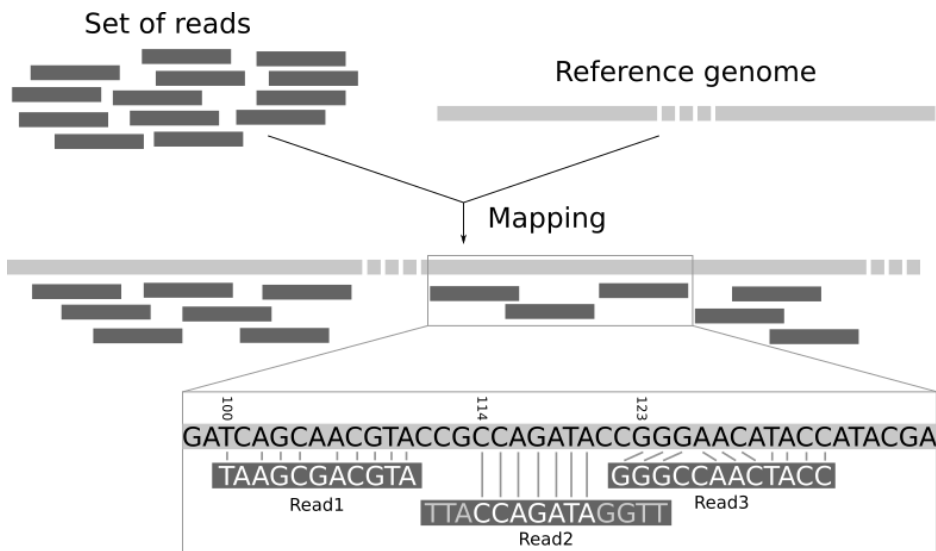 Set of reads
Reference genome
Mapping
100
114
123
GATCAGCAACGTACCGCCAGATACCGGGAACATACCATACGA
TAAGCGACGTA
Read1
TTACCAGATAGGTT
Read2
GGGCCAACTACC
Read3